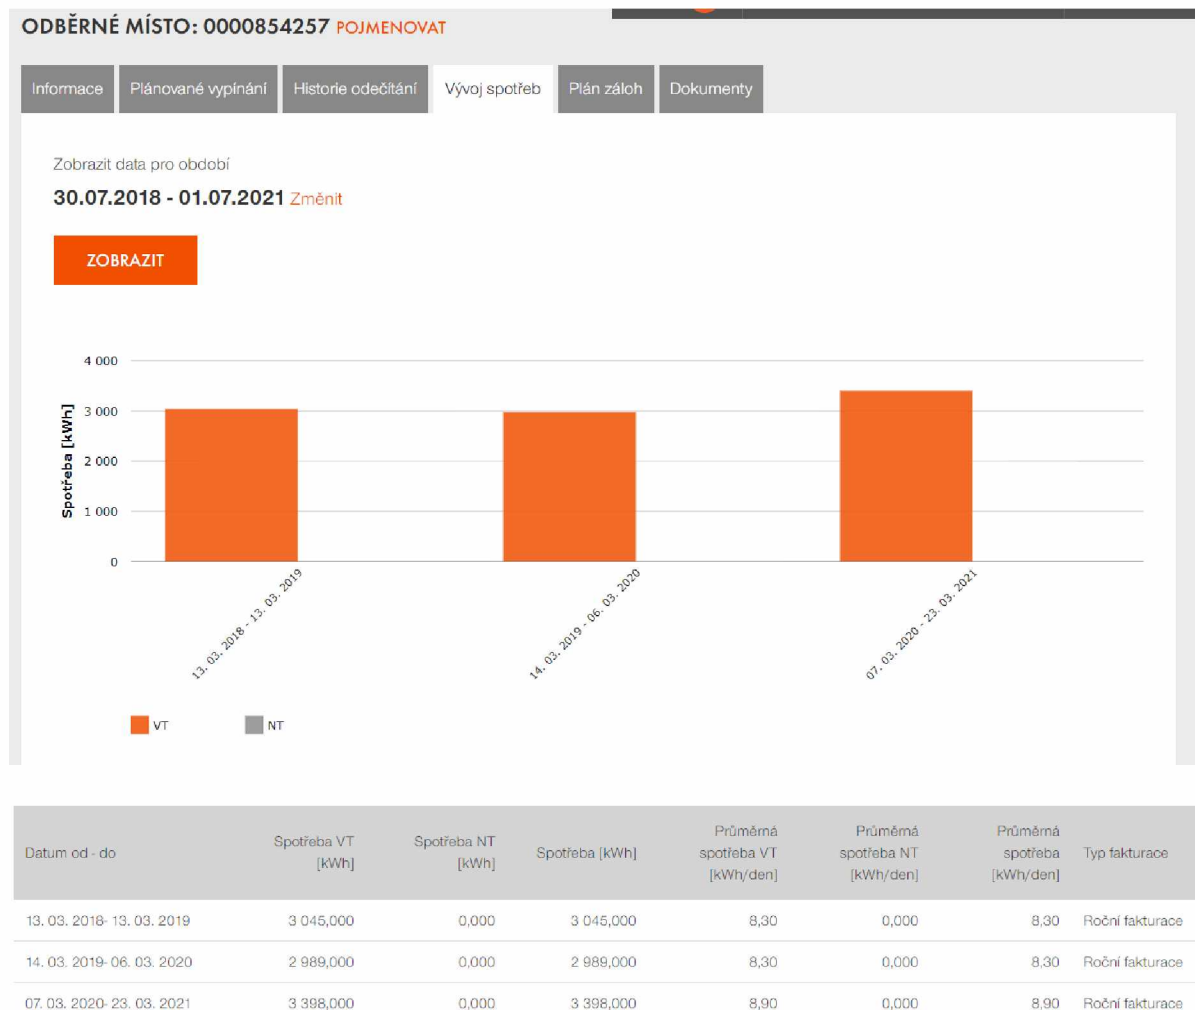 ODBĚRNÉ MÍSTO: 0000854257 POJMENOVAT
Informace Plánované vypínání Historie odečítání Vývoj spotřeb Plán záloh Dokumenty
Zobrazit data pro období
30.07.2018 - 01.07.2021 Změnit
ZOBRAZIT
4 000
3 000
2 000
1 000
0
Spotřeba [kWh]
13. 03. 2018 - 13. 03. 2019
14. 03. 2019 - 06. 03. 2020
07. 03. 2020 - 23. 03. 2021
VT NT
Datum od - do Spotřeba VT [kWh] Spotřeba NT [kWh] Spotřeba [kWh] Průměrná spotřeba VT [kWh/den] Průměrná spotřeba NT [kWh/den] Průměrná spotřeba [kWh/den] Typ fakturace
13. 03. 2018- 13. 03. 2019 3 045,000 0,000 3 045,000 8,30 0,000 8,30 Roční fakturace
14. 03. 2019- 06. 03. 2020 2 989,000 0,000 2 989,000 8,30 0,000 8,30 Roční fakturace
07. 03. 2020- 23. 03. 2021 3 398,000 0,000 3 398,000 8,90 0,000 8,90 Roční fakturace